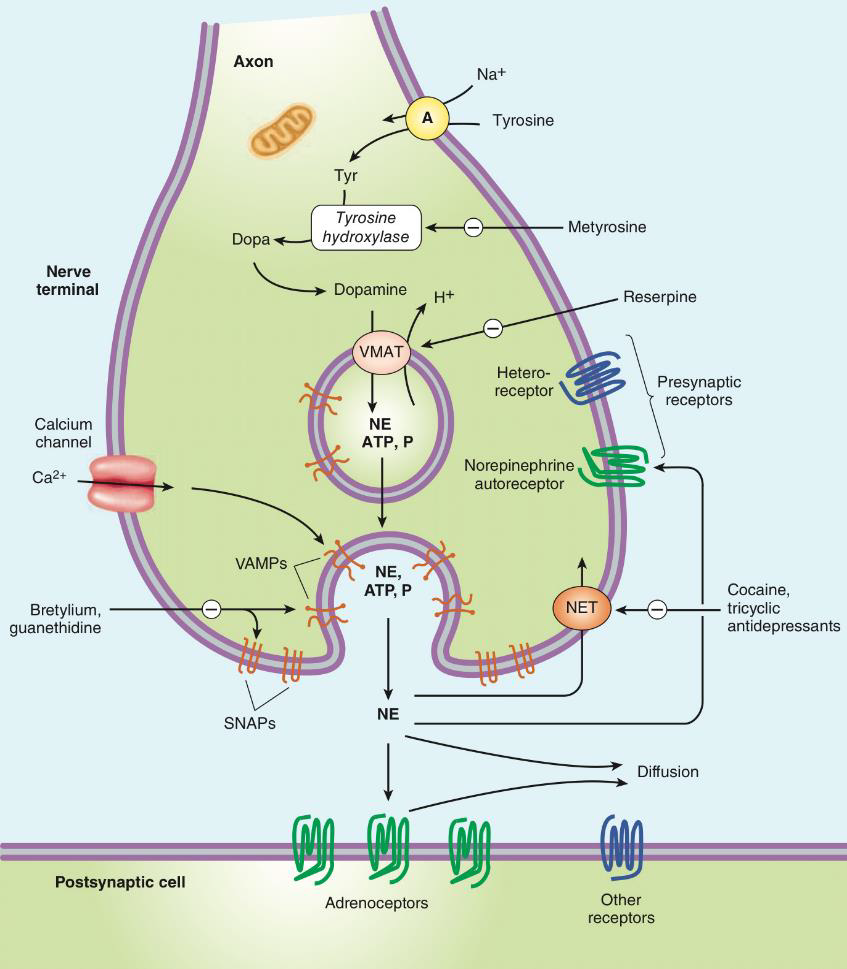 Axon
Na+
A
Tyrosine
Tyr
Tyrosine
hydroxylase
Metyrosine
Dopa
Nerve
terminal
Dopamine
H+
Reserpine
VMAT
Hetero-
receptor
Presynaptic
receptors
NE
ATP, P
Calcium
channel
Ca2+
Norepinephrine
autoreceptor
VAMPs
NE,
ATP, P
Bretylium,
guanethidine
NET
Cocaine,
tricyclic
antidepressants
SNAPs
NE
Diffusion
Postsynaptic cell
Adrenoceptors
Other
receptors